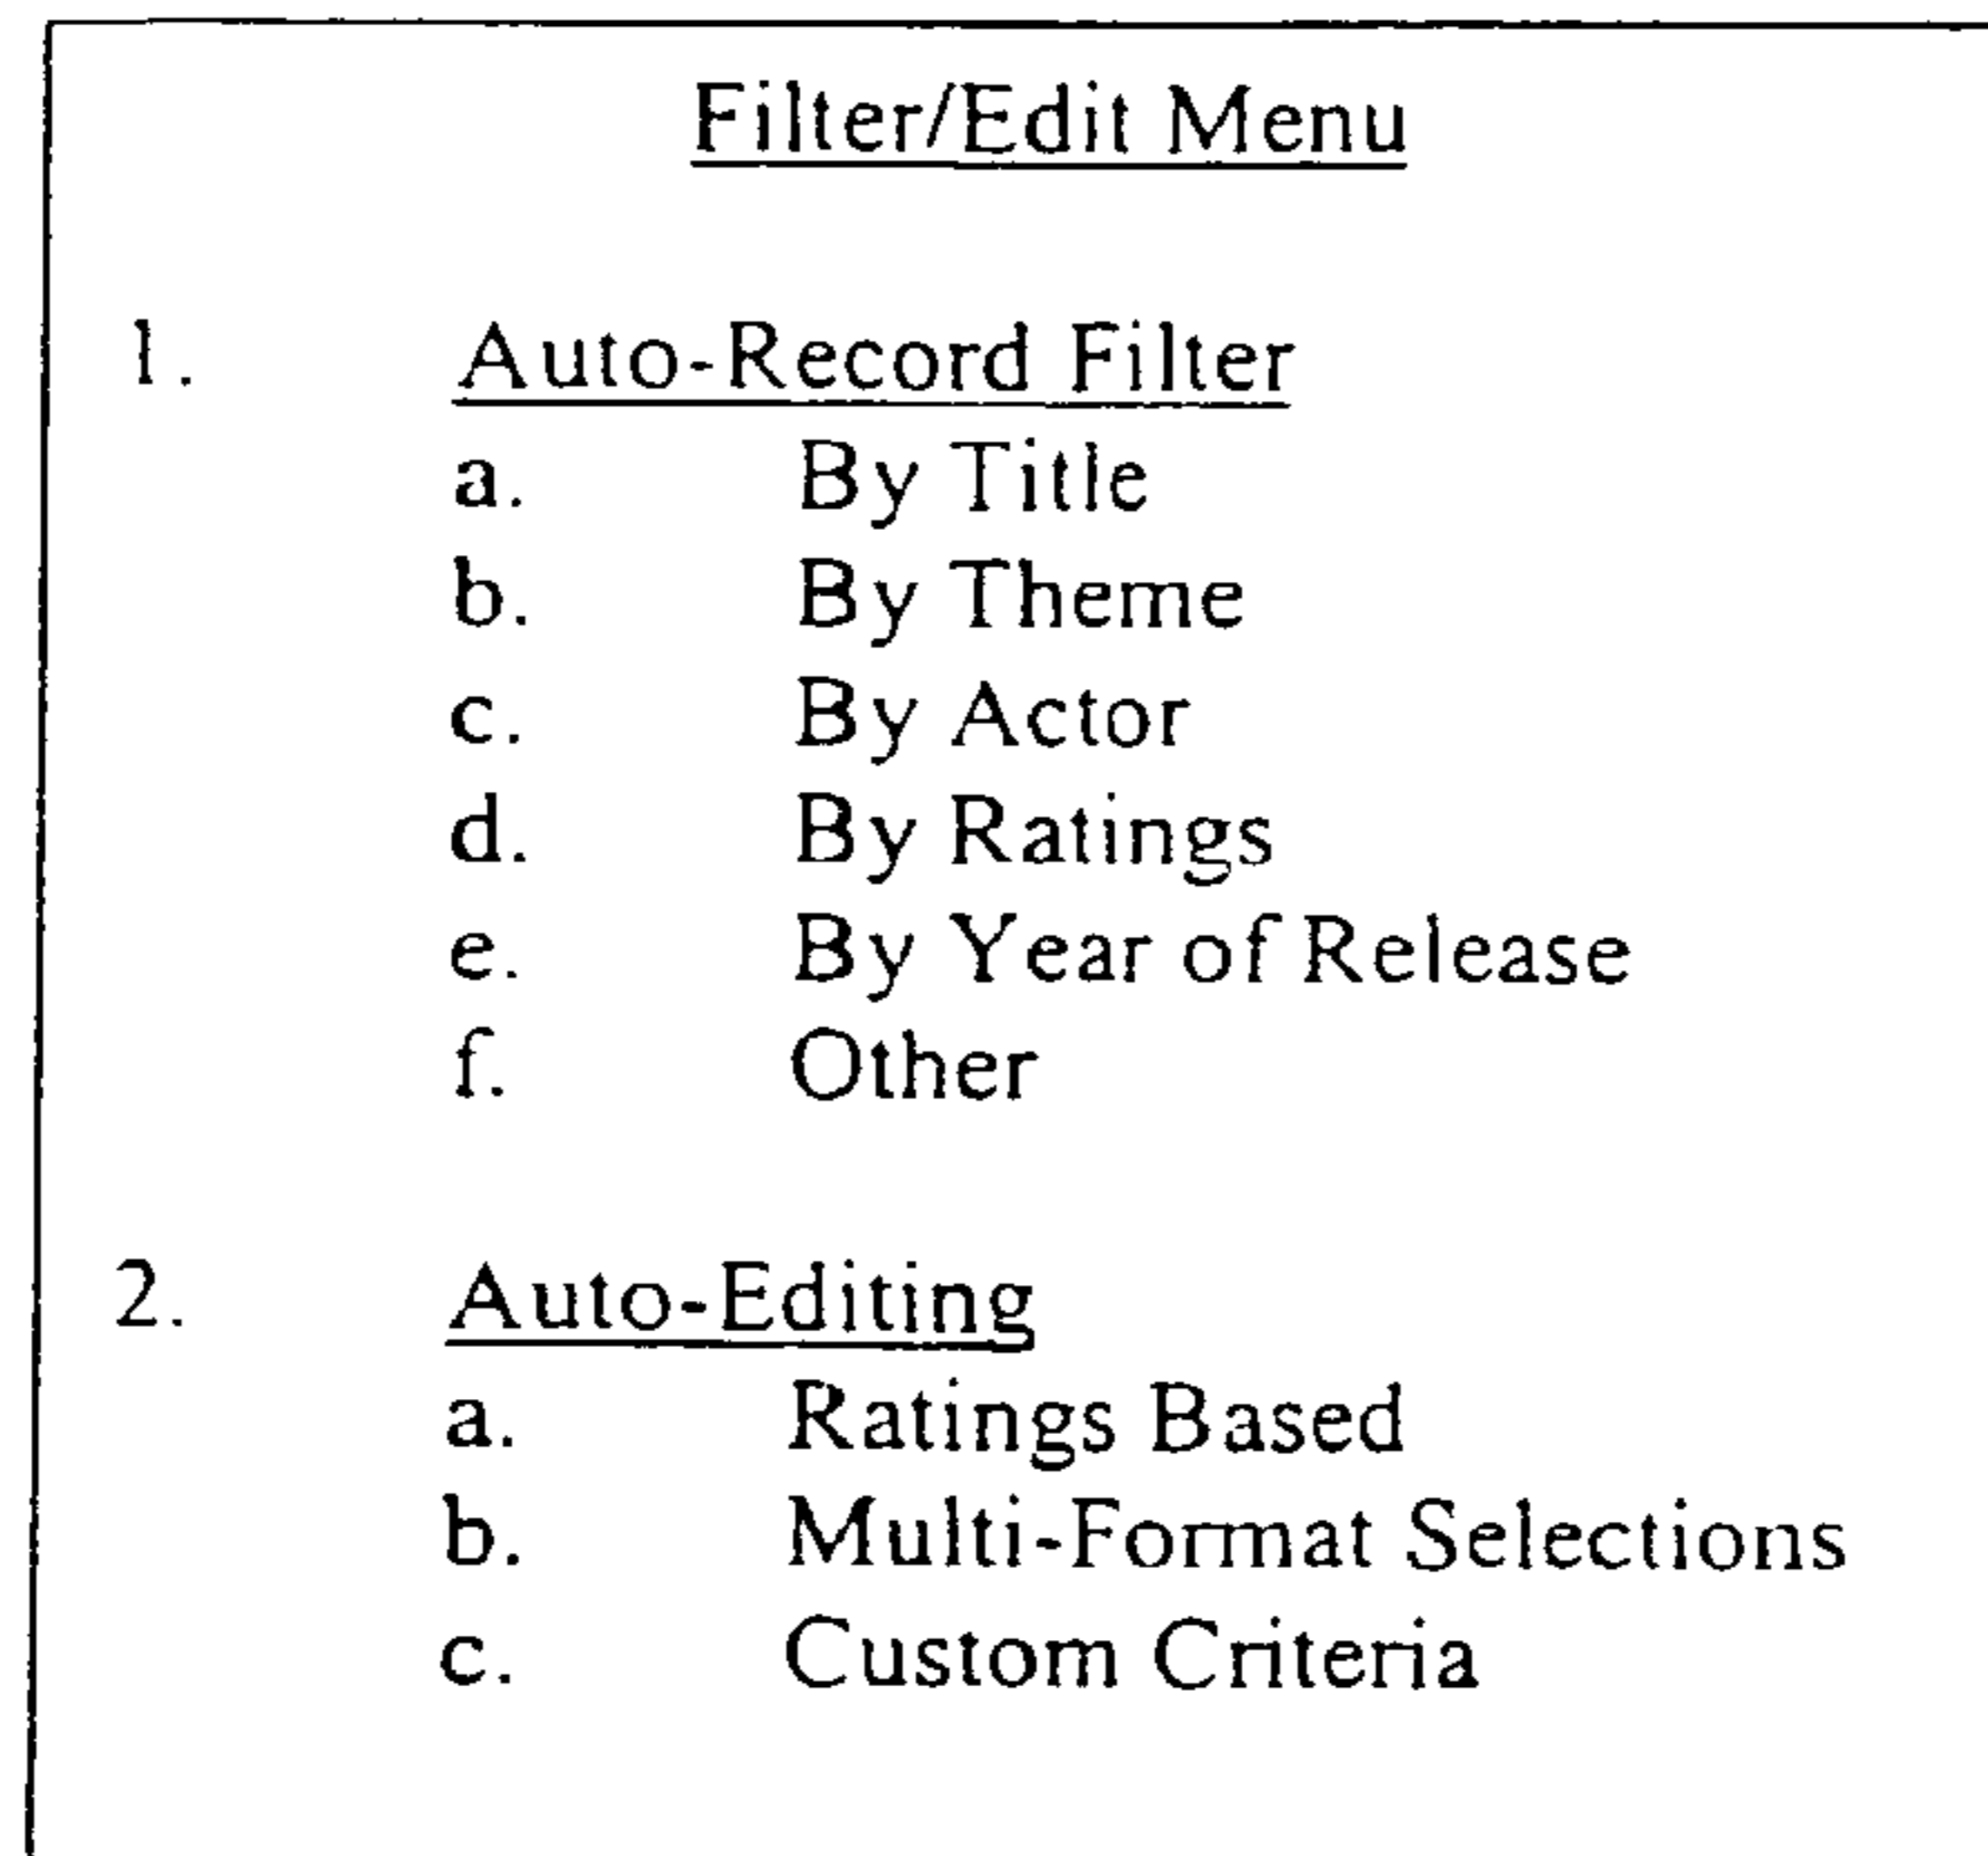 Filter/Edit Menu
1. Auto-Record Filter
a. By Title
b. By Theme
c. By Actor
d. By Ratings
e. By Year of Release
f. Other
2. Auto-Editing
a. Ratings Based
b. Multi-Format Selections
c. Custom Criteria